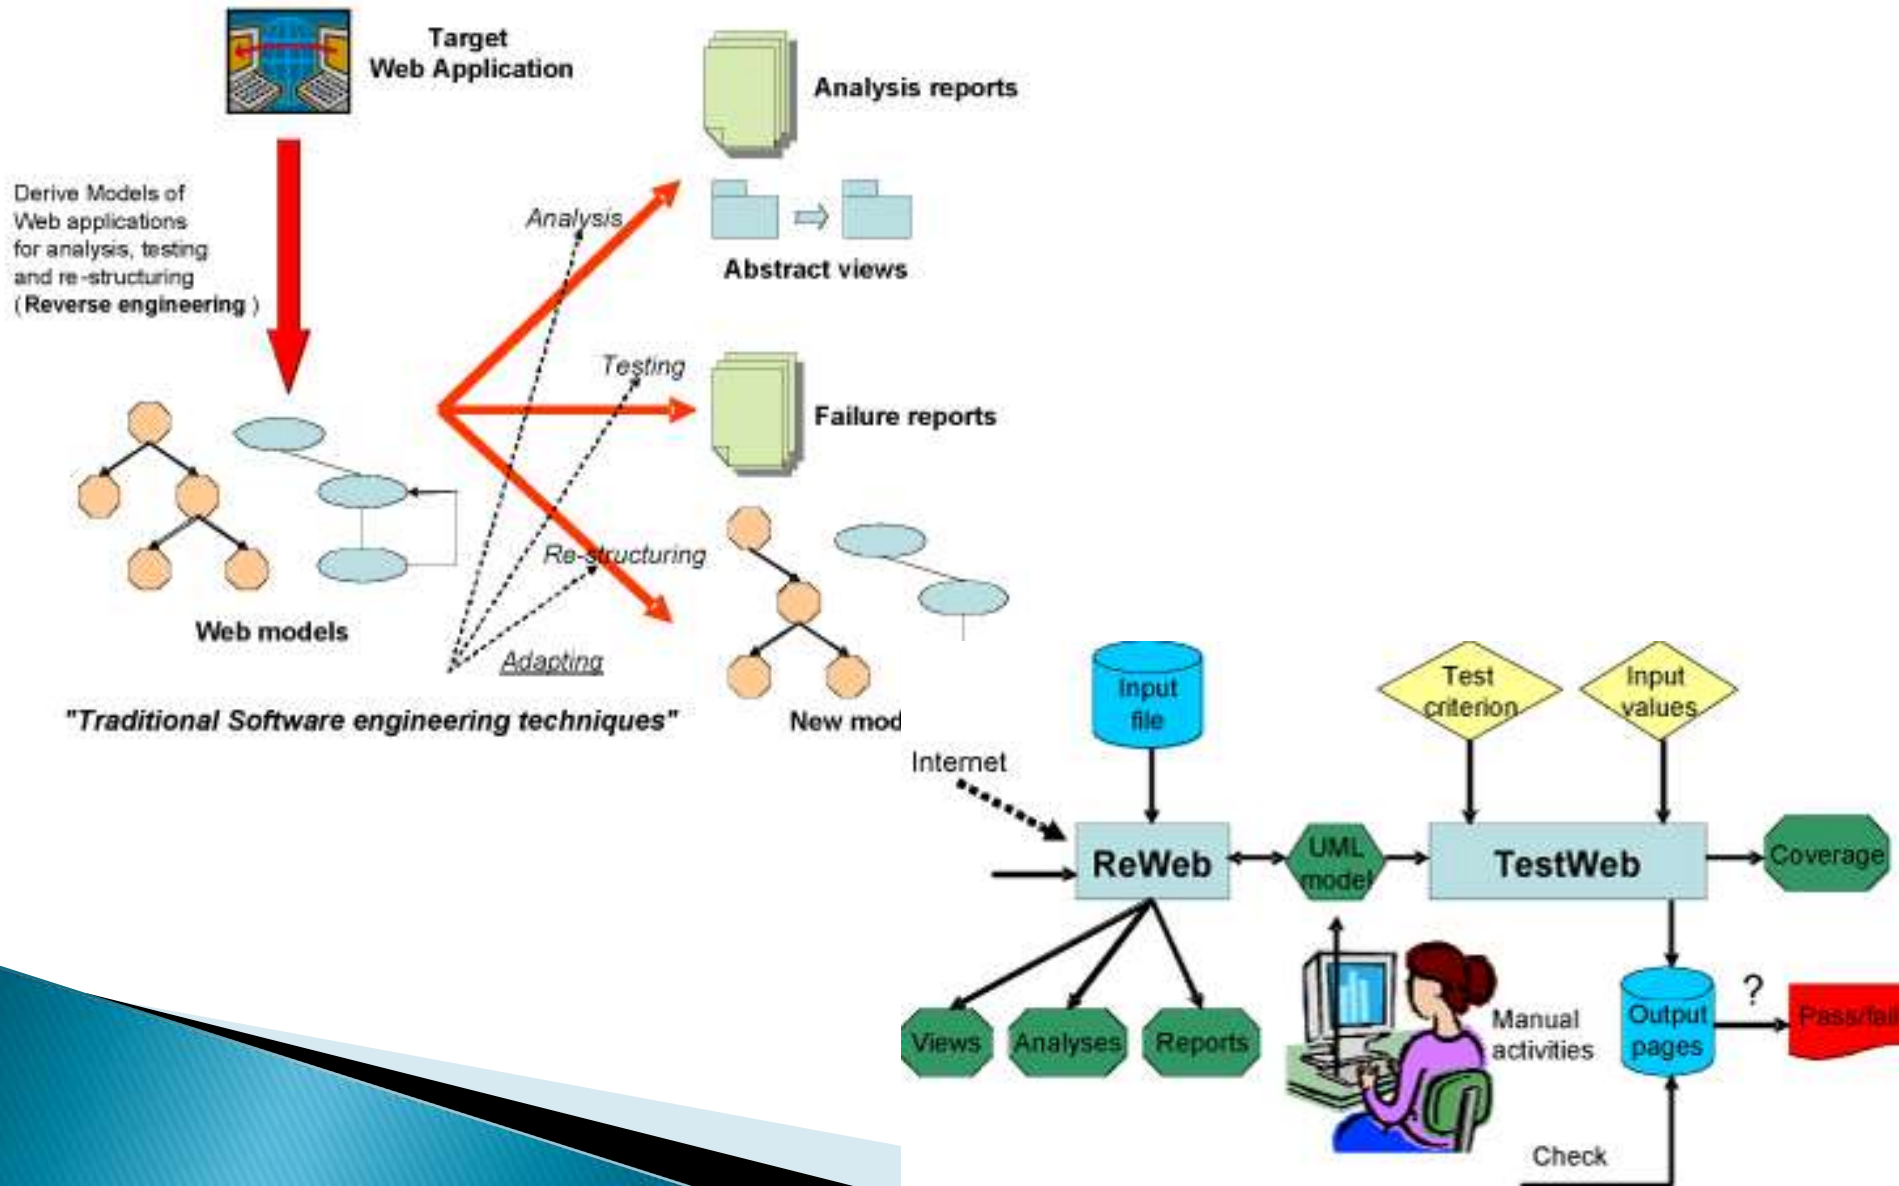 Target
Web Application
Analysis reports
Derive Models of
Web applications
for analysis, testing
and re-structuring
(Reverse engineering)
Analysis
Abstract views
Testing
Failure reports
Re-structuring
Web models
Adapting
"Traditional Software engineering techniques"
New mod
Input
file
Test
criterion
Input
values
Internet
ReWeb
UML
model
TestWeb
Coverage
Views
Analyses
Reports
Manual
activities
Output
pages
?
Pass/fail
Check